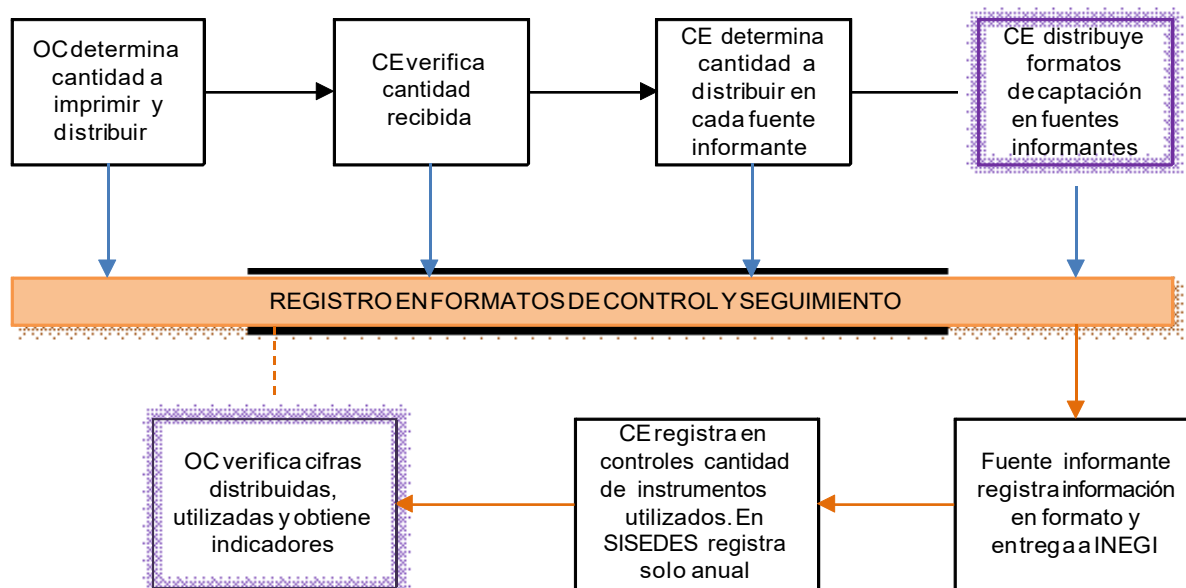 OC determina
cantidad a
imprimir y
distribuir
CE verifica
cantidad
recibida
CE determina
cantidad a
distribuir en
cada fuente
informante
CE distribuye
formatos
de captación
en fuentes
informantes
REGISTRO EN FORMATOS DE CONTROL Y SEGUIMIENTO
OC verifica cifras
distribuidas,
utilizadas y obtiene
indicadores
CE registra en
controles cantidad
de instrumentos
utilizados. En
SISEDES registra
solo anual
Fuente informante
registra información
en formato y
entrega a INEGI